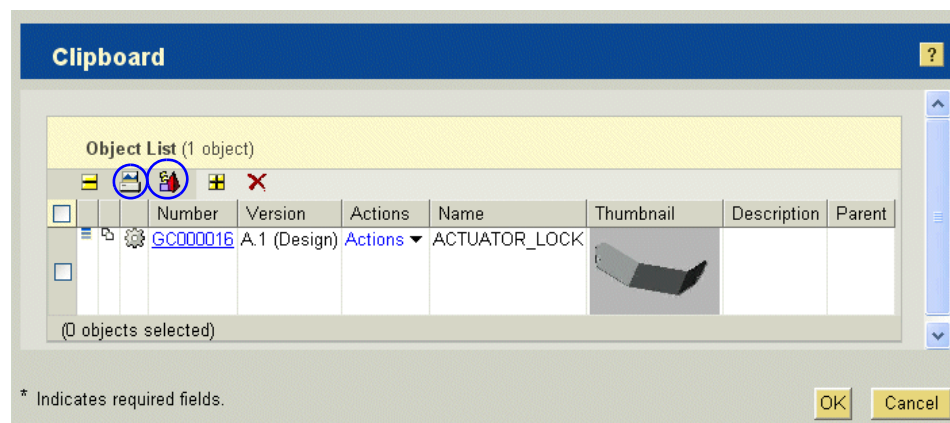 Clipboard
?
Object List (1 object)
Number Version Actions Name Thumbnail Description Parent
GC000016 A.1 (Design) Actions ACTUATOR_LOCK
(0 objects selected)
* Indicates required fields.
OK Cancel